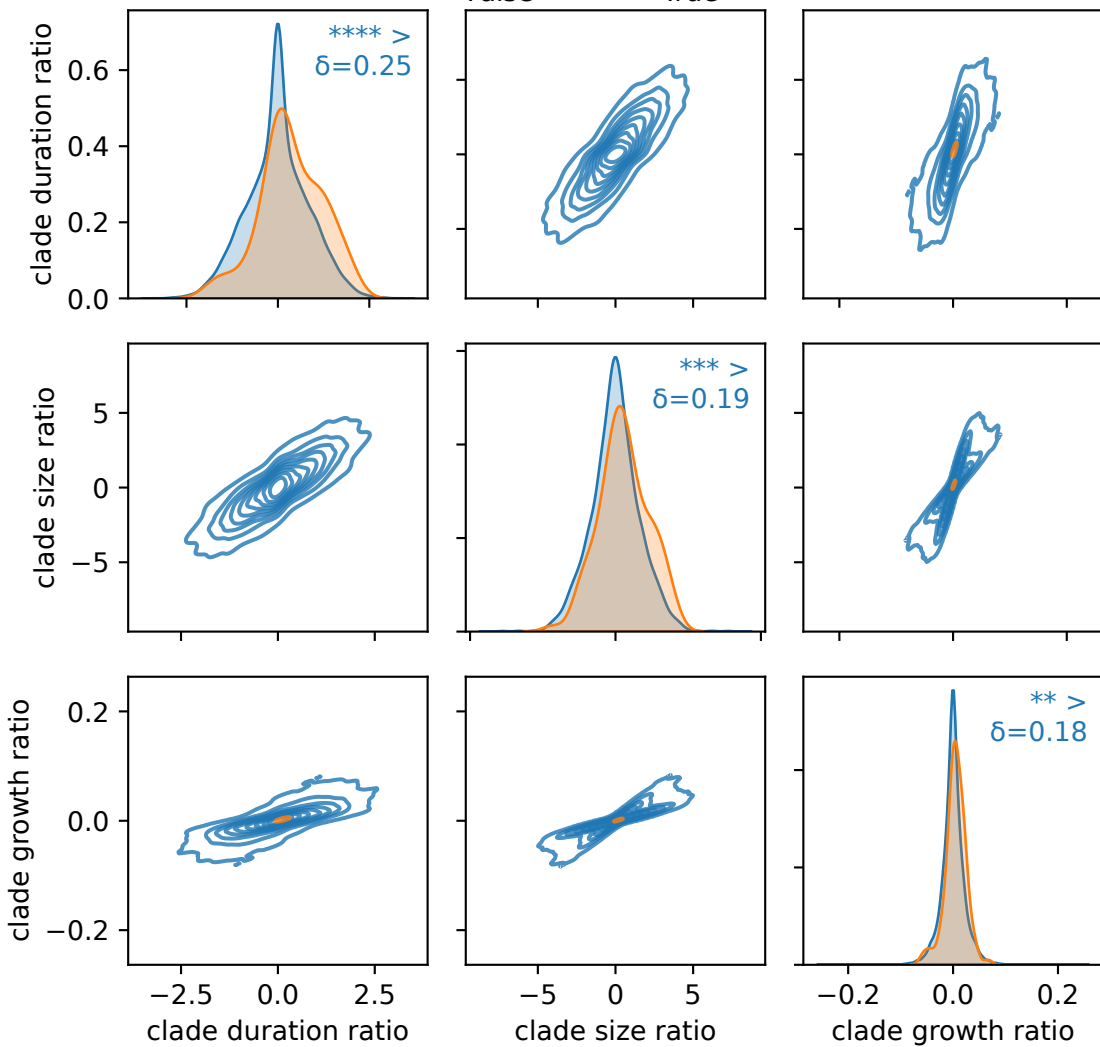 clade duration ratio
0.6
0.4
0.2
0.0
**** >
δ=0.25
clade size ratio
5
0
−5
*** >
δ=0.19
clade growth ratio
0.2
0.0
−0.2
** >
δ=0.18
−2.5 0.0 2.5
−5 0 5
−0.2 0.0 0.2
clade duration ratio
clade size ratio
clade growth ratio